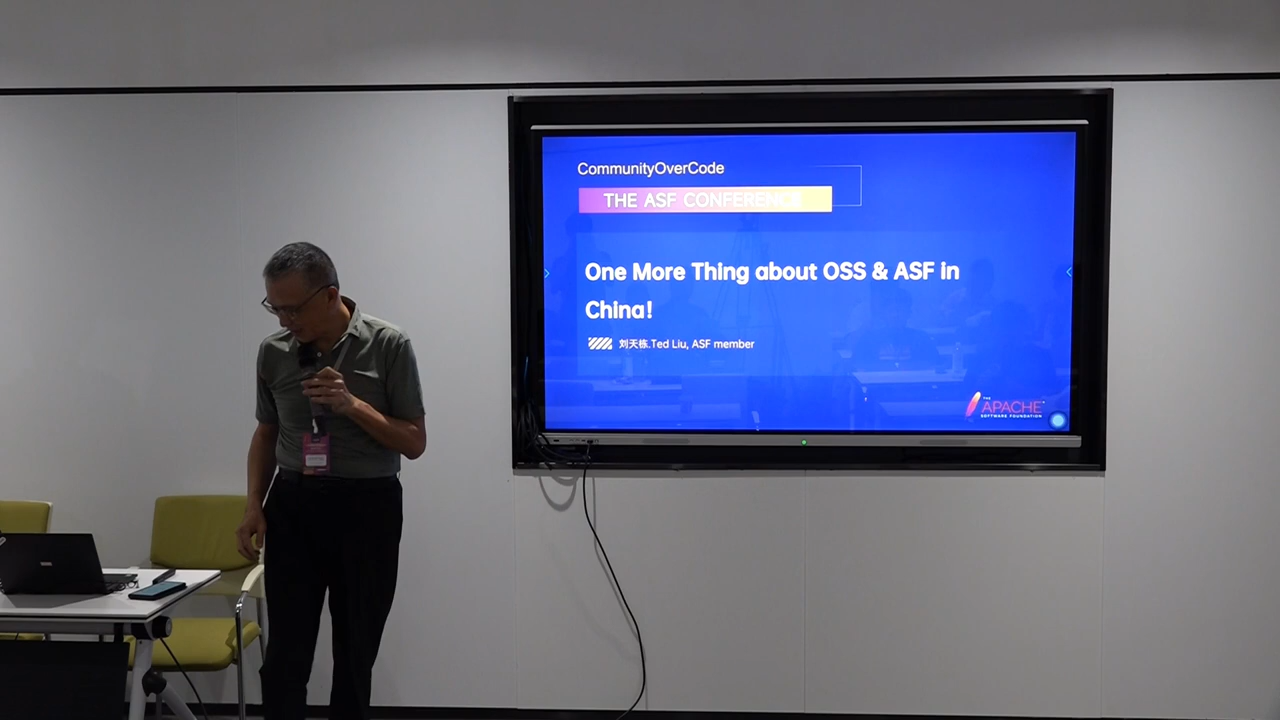 CommunityOverCode
THE ASF CONFERENCE
One More Thing about OSS & ASF in
China!
刘天栋.Ted Liu, ASF member
THE
APACHE
SOFTWARE FOUNDATION